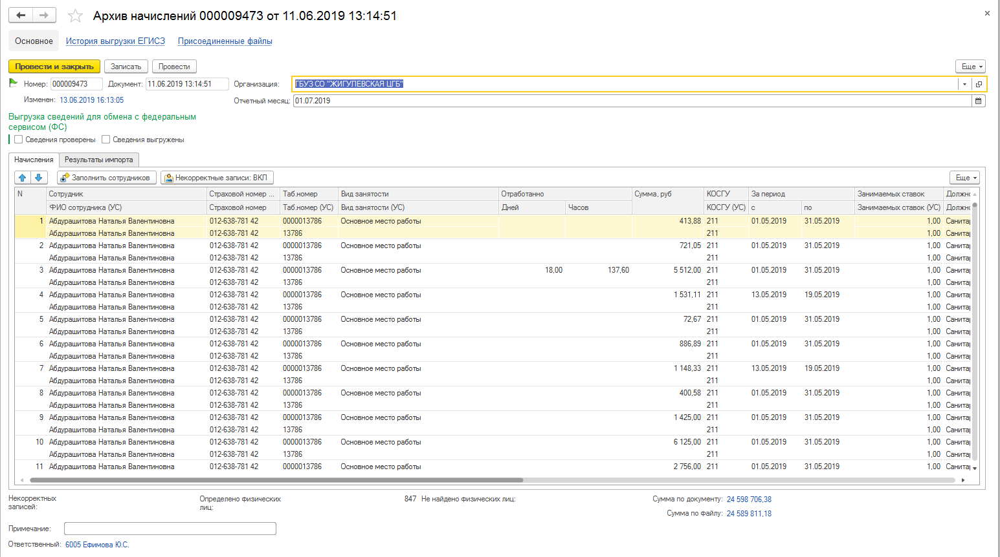 Архив начислений 000009473 от 11.06.2019 13:14:51
Основное История выгрузки ЕГИСЗ Присоединенные файлы
Провести и закрыть Записать Провести Еще
Номер: 000009473 Документ: 11.06.2019 13:14:51 Организация: ГБУЗ СО "ЖИГУЛЕВСКАЯ ЦГБ"
Изменен: 13.06.2019 16:13:05 Отчетный месяц: 01.07.2019
Выгрузка сведений для обмена с федеральным
сервисом (ФС)
Сведения проверены Сведения выгружены
Начисления Результаты импорта
Заполнить сотрудников Некорректные записи: ВКЛ Еще
N Сотрудник Страховой номер ... Таб.номер Вид занятости Отработанно Сумма, руб КОСГУ За период Занимаемых ставок Должно
ФИО сотрудника (УС) Страховой номер Таб.номер (УС) Вид занятости (УС) Дней Часов КОСГУ (УС) с по Занимаемых ставок (УС) Должно
1 Абдурашитова Наталья Валентиновна 012-638-781 42 0000013786 Основное место работы 413,88 211 01.05.2019 31.05.2019 1,00 Санитар
Абдурашитова Наталья Валентиновна 012-638-781 42 13786 211 1,00 Санитар
2 Абдурашитова Наталья Валентиновна 012-638-781 42 0000013786 Основное место работы 721,05 211 01.05.2019 31.05.2019 1,00 Санитар
Абдурашитова Наталья Валентиновна 012-638-781 42 13786 211 1,00 Санитар
3 Абдурашитова Наталья Валентиновна 012-638-781 42 0000013786 Основное место работы 18,00 137,60 5 512,00 211 01.05.2019 31.05.2019 1,00 Санитар
Абдурашитова Наталья Валентиновна 012-638-781 42 13786 211 1,00 Санитар
4 Абдурашитова Наталья Валентиновна 012-638-781 42 0000013786 Основное место работы 1 531,11 211 13.05.2019 19.05.2019 1,00 Санитар
Абдурашитова Наталья Валентиновна 012-638-781 42 13786 211 1,00 Санитар
5 Абдурашитова Наталья Валентиновна 012-638-781 42 0000013786 Основное место работы 72,67 211 01.05.2019 31.05.2019 1,00 Санитар
Абдурашитова Наталья Валентиновна 012-638-781 42 13786 211 1,00 Санитар
6 Абдурашитова Наталья Валентиновна 012-638-781 42 0000013786 Основное место работы 886,89 211 01.05.2019 31.05.2019 1,00 Санитар
Абдурашитова Наталья Валентиновна 012-638-781 42 13786 211 1,00 Санитар
7 Абдурашитова Наталья Валентиновна 012-638-781 42 0000013786 Основное место работы 1 148,33 211 13.05.2019 19.05.2019 1,00 Санитар
Абдурашитова Наталья Валентиновна 012-638-781 42 13786 211 1,00 Санитар
8 Абдурашитова Наталья Валентиновна 012-638-781 42 0000013786 Основное место работы 400,58 211 01.05.2019 31.05.2019 1,00 Санитар
Абдурашитова Наталья Валентиновна 012-638-781 42 13786 211 1,00 Санитар
9 Абдурашитова Наталья Валентиновна 012-638-781 42 0000013786 Основное место работы 1 425,00 211 01.05.2019 31.05.2019 1,00 Санитар
Абдурашитова Наталья Валентиновна 012-638-781 42 13786 211 1,00 Санитар
10 Абдурашитова Наталья Валентиновна 012-638-781 42 0000013786 Основное место работы 6 125,00 211 01.05.2019 31.05.2019 1,00 Санитар
Абдурашитова Наталья Валентиновна 012-638-781 42 13786 211 1,00 Санитар
11 Абдурашитова Наталья Валентиновна 012-638-781 42 0000013786 Основное место работы 2 756,00 211 01.05.2019 31.05.2019 1,00 Санитар
Некорректных
записей:
Определено физических
лиц:
847 Не найдено физических лиц: Сумма по документу: 24 598 706,38
Сумма по файлу: 24 589 811,18
Примечание:
Ответственный: 6005 Ефимова Ю.С.